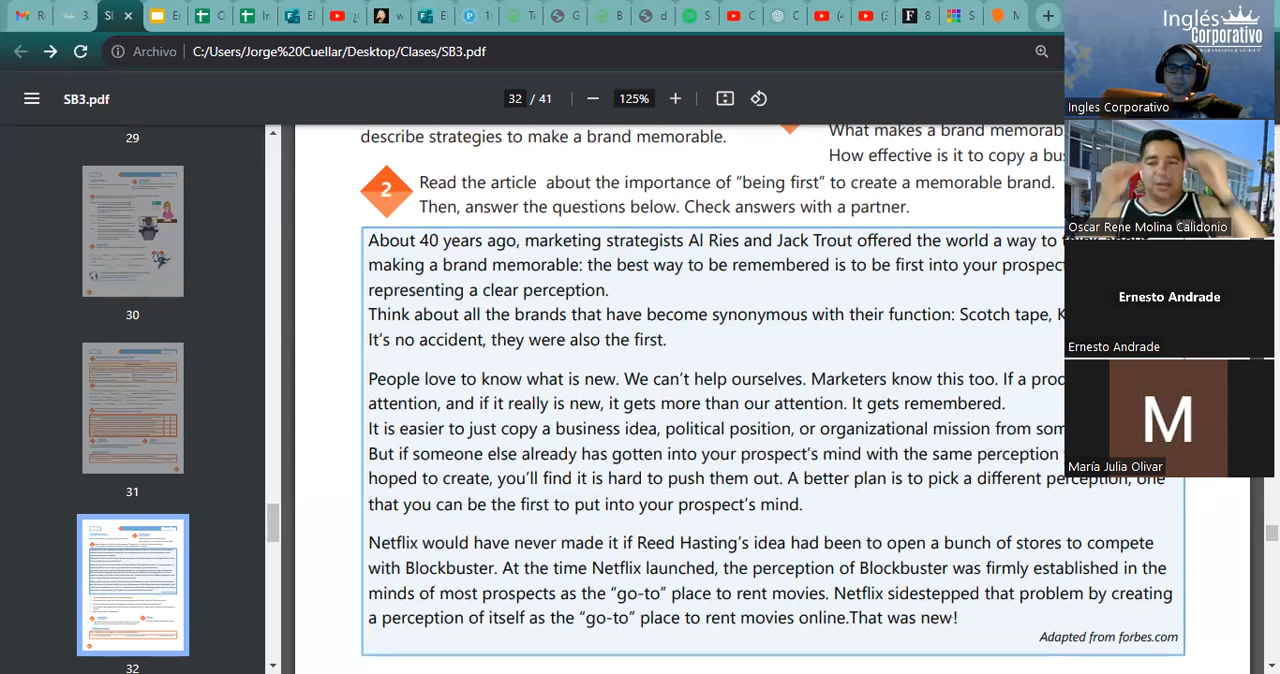 Archivo
C:/Users/Jorge%20Cuellar/Desktop/Clases/SB3.pdf
SB3.pdf
32 / 41
125%
29
30
31
32
describe strategies to make a brand memorable.
What makes a brand memorab
How effective is it to copy a bus
2
Read the article about the importance of “being first” to create a memorable brand.
Then, answer the questions below. Check answers with a partner.
About 40 years ago, marketing strategists Al Ries and Jack Trout offered the world a way to
making a brand memorable: the best way to be remembered is to be first into your prospect
representing a clear perception.
Think about all the brands that have become synonymous with their function: Scotch tape, K
It’s no accident, they were also the first.
People love to know what is new. We can’t help ourselves. Marketers know this too. If a prod
attention, and if it really is new, it gets more than our attention. It gets remembered.
It is easier to just copy a business idea, political position, or organizational mission from som
But if someone else already has gotten into your prospect’s mind with the same perception
hoped to create, you’ll find it is hard to push them out. A better plan is to pick a different perception, one
that you can be the first to put into your prospect’s mind.
Netflix would have never made it if Reed Hasting’s idea had been to open a bunch of stores to compete
with Blockbuster. At the time Netflix launched, the perception of Blockbuster was firmly established in the
minds of most prospects as the “go-to” place to rent movies. Netflix sidestepped that problem by creating
a perception of itself as the “go-to” place to rent movies online.That was new!
Adapted from forbes.com
Inglés
Corporativo
Ingles Corporativo
Oscar Rene Molina Calidonio
Ernesto Andrade
Ernesto Andrade
M
María Julia Olivar